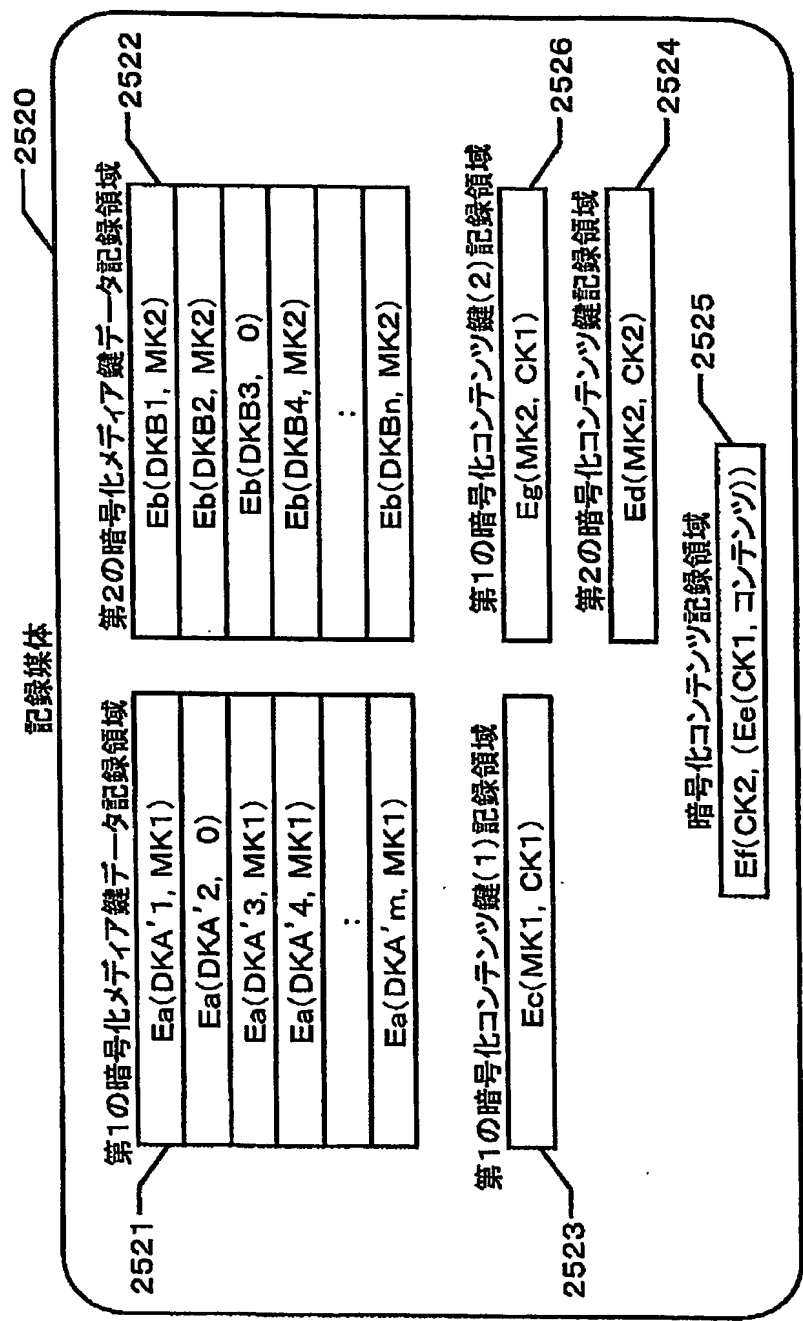 記録媒体
2520
第1の暗号化メディア鍵データ記録領域
2521
Ea(DKA'1, MK1)
Ea(DKA'2, 0)
Ea(DKA'3, MK1)
Ea(DKA'4, MK1)
:
Ea(DKA'm, MK1)
第2の暗号化メディア鍵データ記録領域
2522
Eb(DKB1, MK2)
Eb(DKB2, MK2)
Eb(DKB3, 0)
Eb(DKB4, MK2)
:
Eb(DKBn, MK2)
第1の暗号化コンテンツ鍵(1)記録領域
2523
Ec(MK1, CK1)
第1の暗号化コンテンツ鍵(2)記録領域
2526
Eg(MK2, CK1)
第2の暗号化コンテンツ鍵記録領域
2524
Ed(MK2, CK2)
暗号化コンテンツ記録領域
2525
Ef(CK2, (Ee(CK1, コンテンツ))